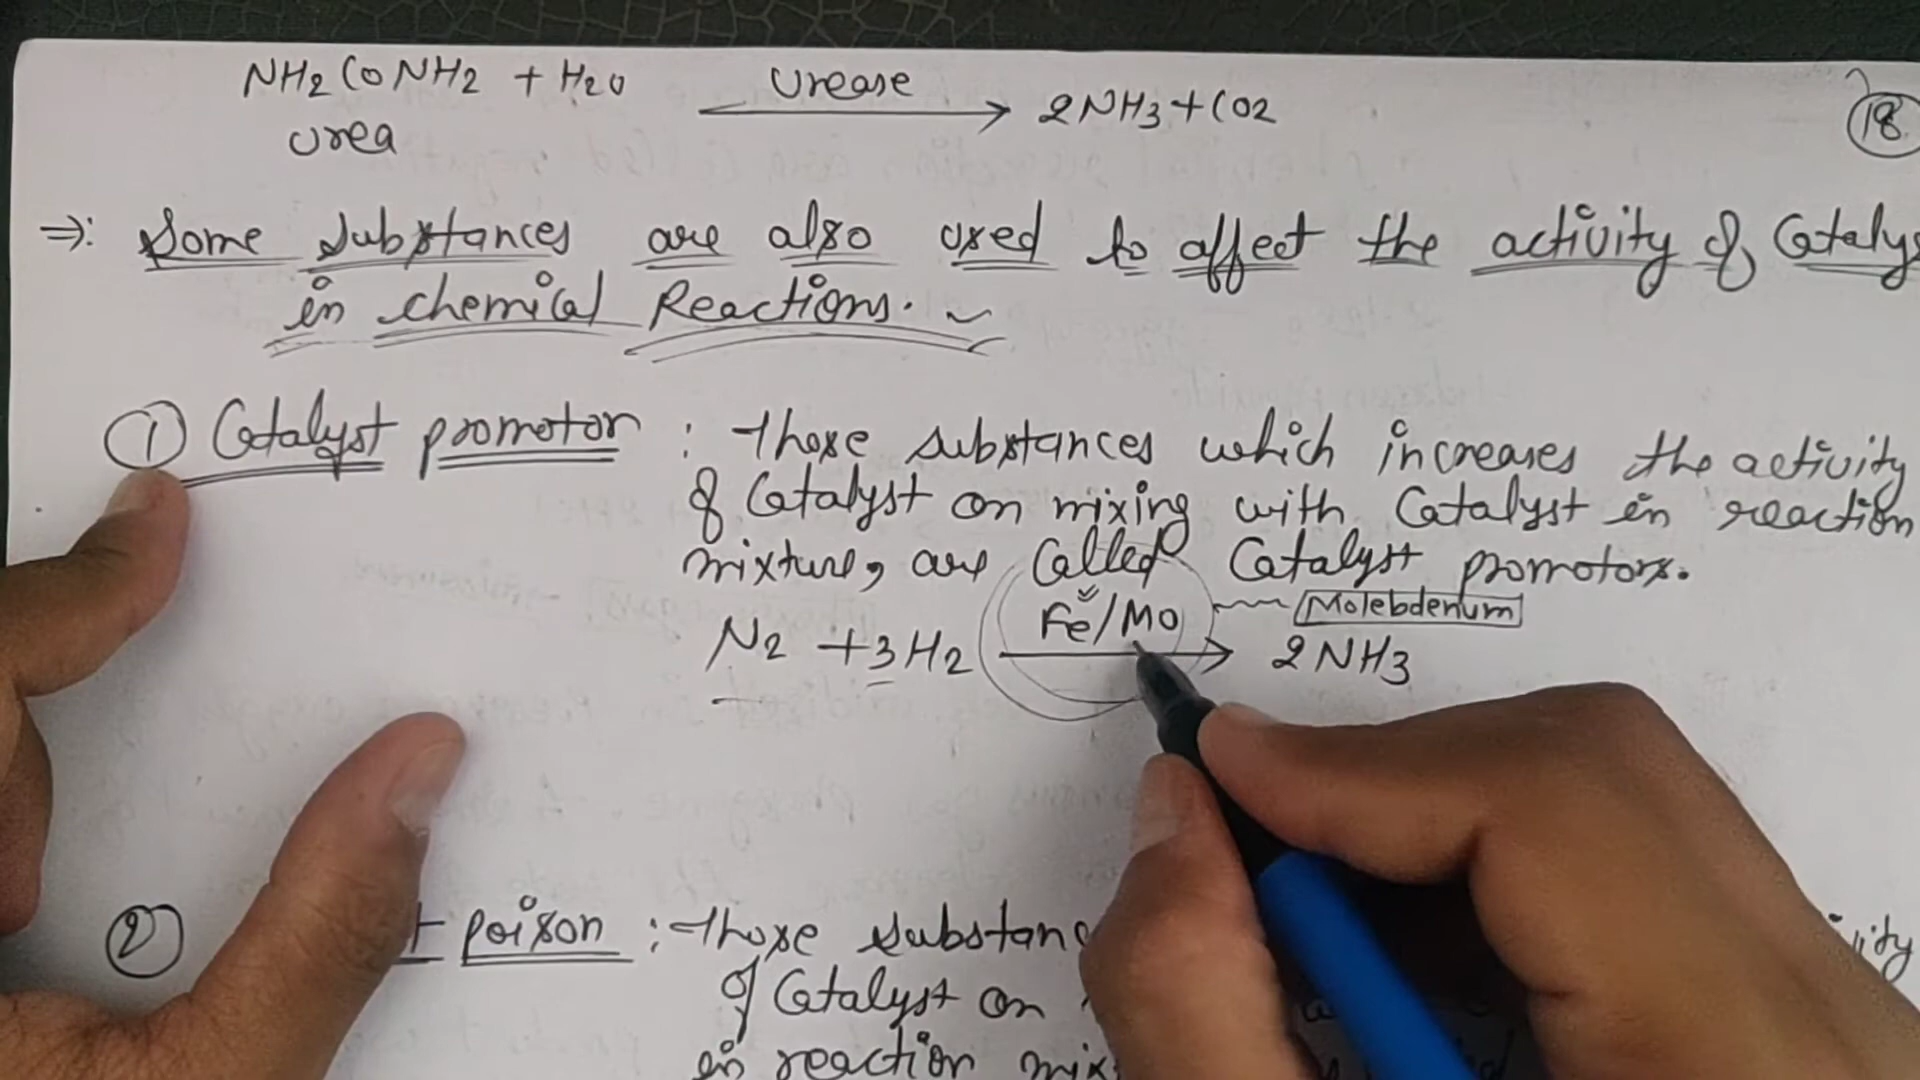 NH2CONH2 + H2O Urease 2NH3+CO2
Urea
18
⇒: Some Substances are also used to affect the activity of
in chemical Reactions.
① Catalyst promotor : those substances which increases the activity
of Catalyst on mixing with Catalyst in reaction
mixture, are Called Catalyst promotors.
Fe/Mo Molebdenum
N2 + 3H2 → 2NH3
② poison : those
of Catalyst on
in reaction